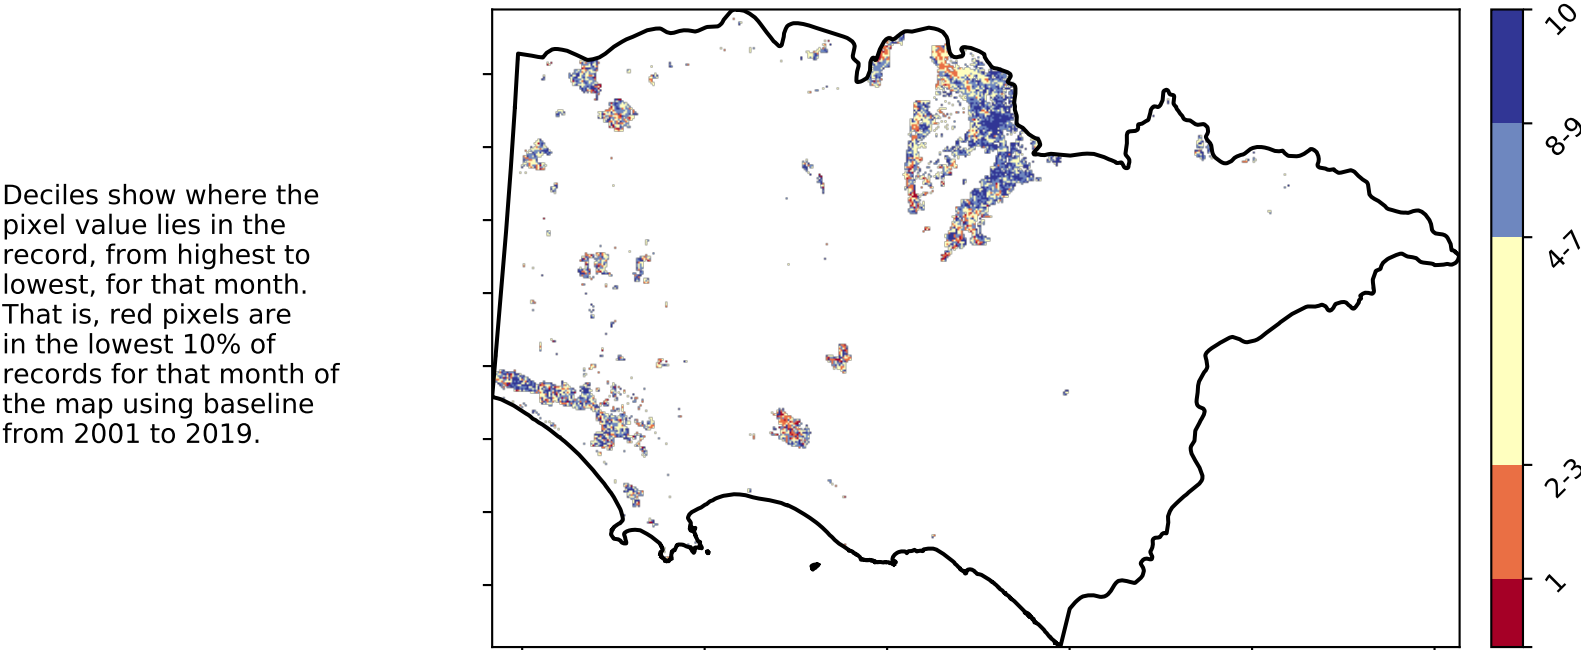 Deciles show where the
pixel value lies in the
record, from highest to
lowest, for that month.
That is, red pixels are
in the lowest 10% of
records for that month of
the map using baseline
from 2001 to 2019.
10
8-9
4-7
2-3
1